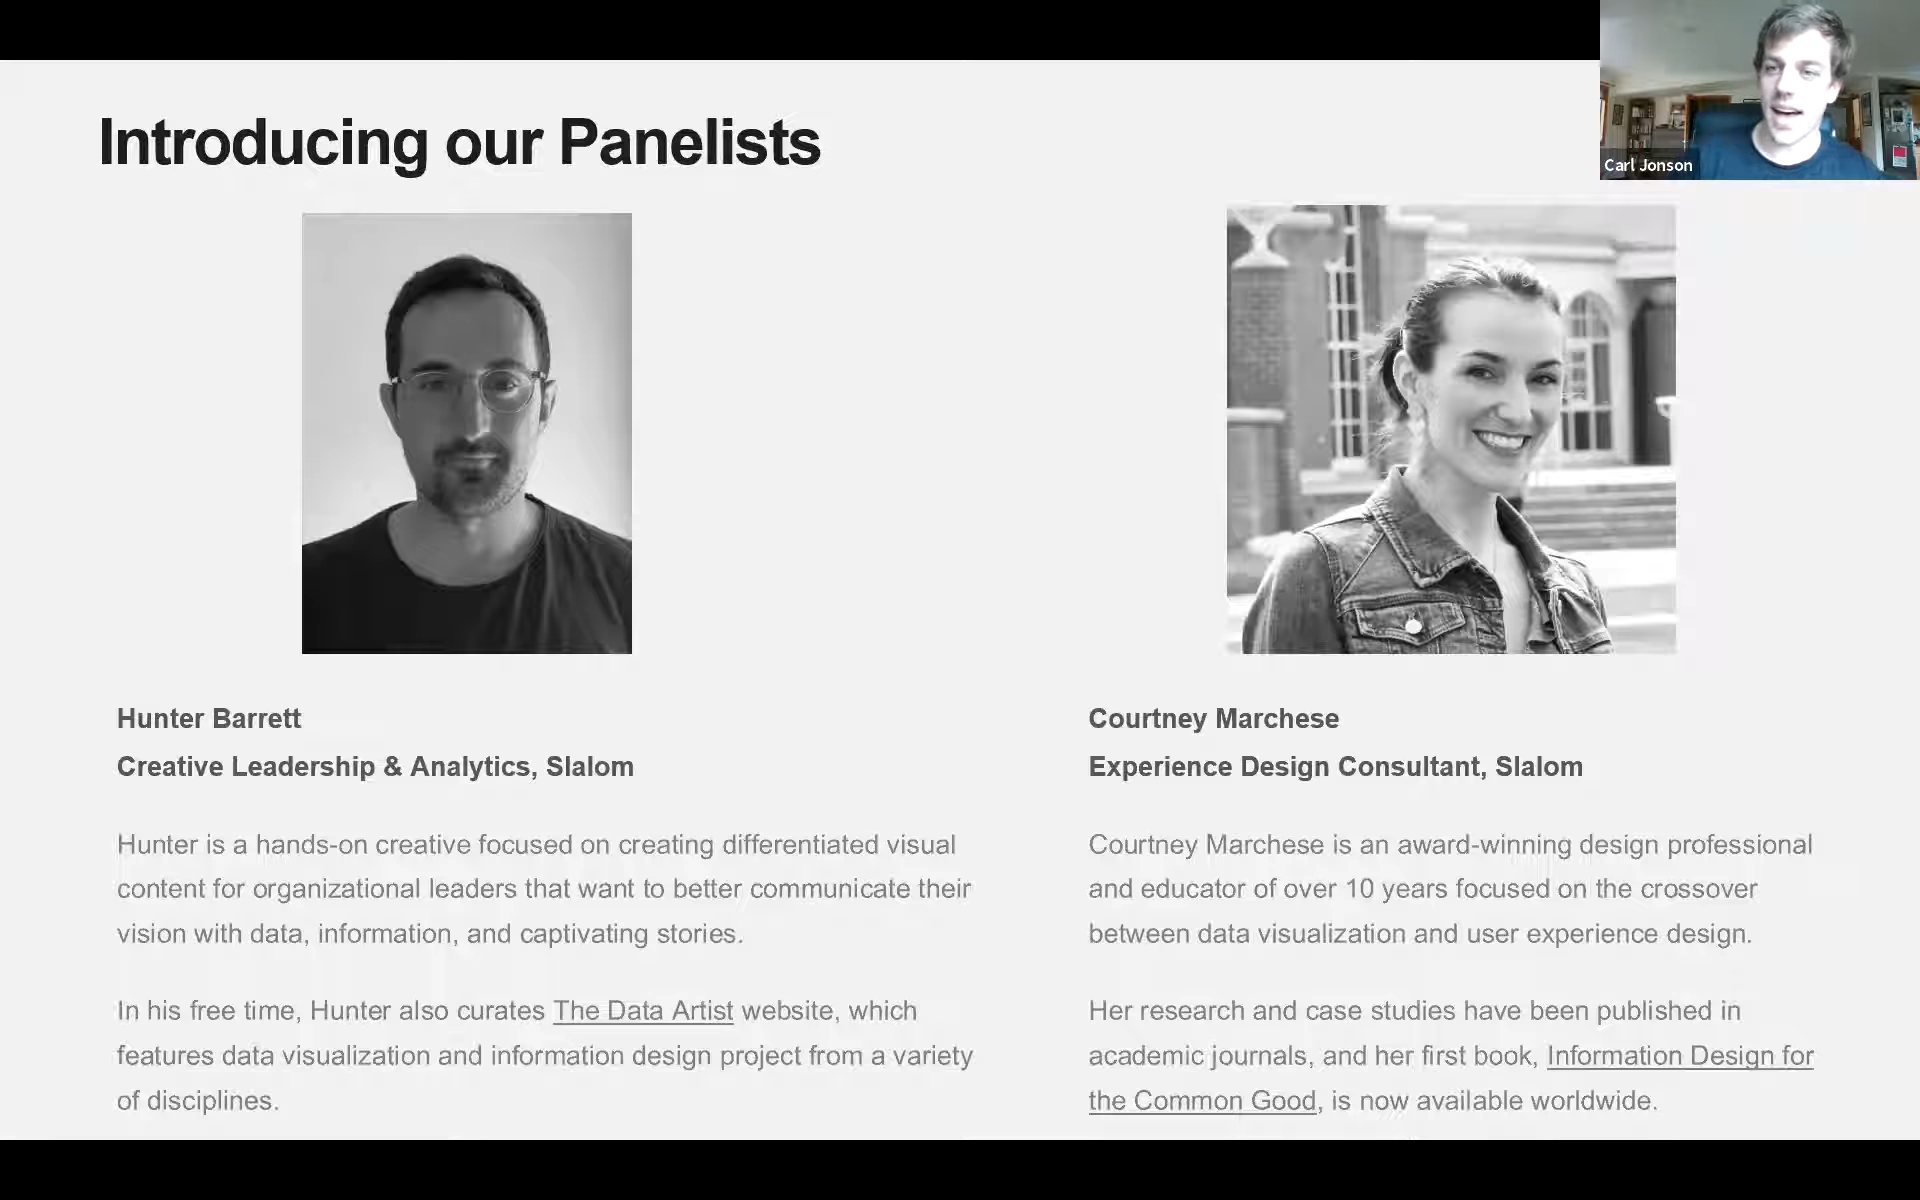 Introducing our Panelists
Carl Jonson
Hunter Barrett
Creative Leadership & Analytics, Slalom
Hunter is a hands-on creative focused on creating differentiated visual
content for organizational leaders that want to better communicate their
vision with data, information, and captivating stories.
In his free time, Hunter also curates The Data Artist website, which
features data visualization and information design project from a variety
of disciplines.
Courtney Marchese
Experience Design Consultant, Slalom
Courtney Marchese is an award-winning design professional
and educator of over 10 years focused on the crossover
between data visualization and user experience design.
Her research and case studies have been published in
academic journals, and her first book, Information Design for
the Common Good, is now available worldwide.